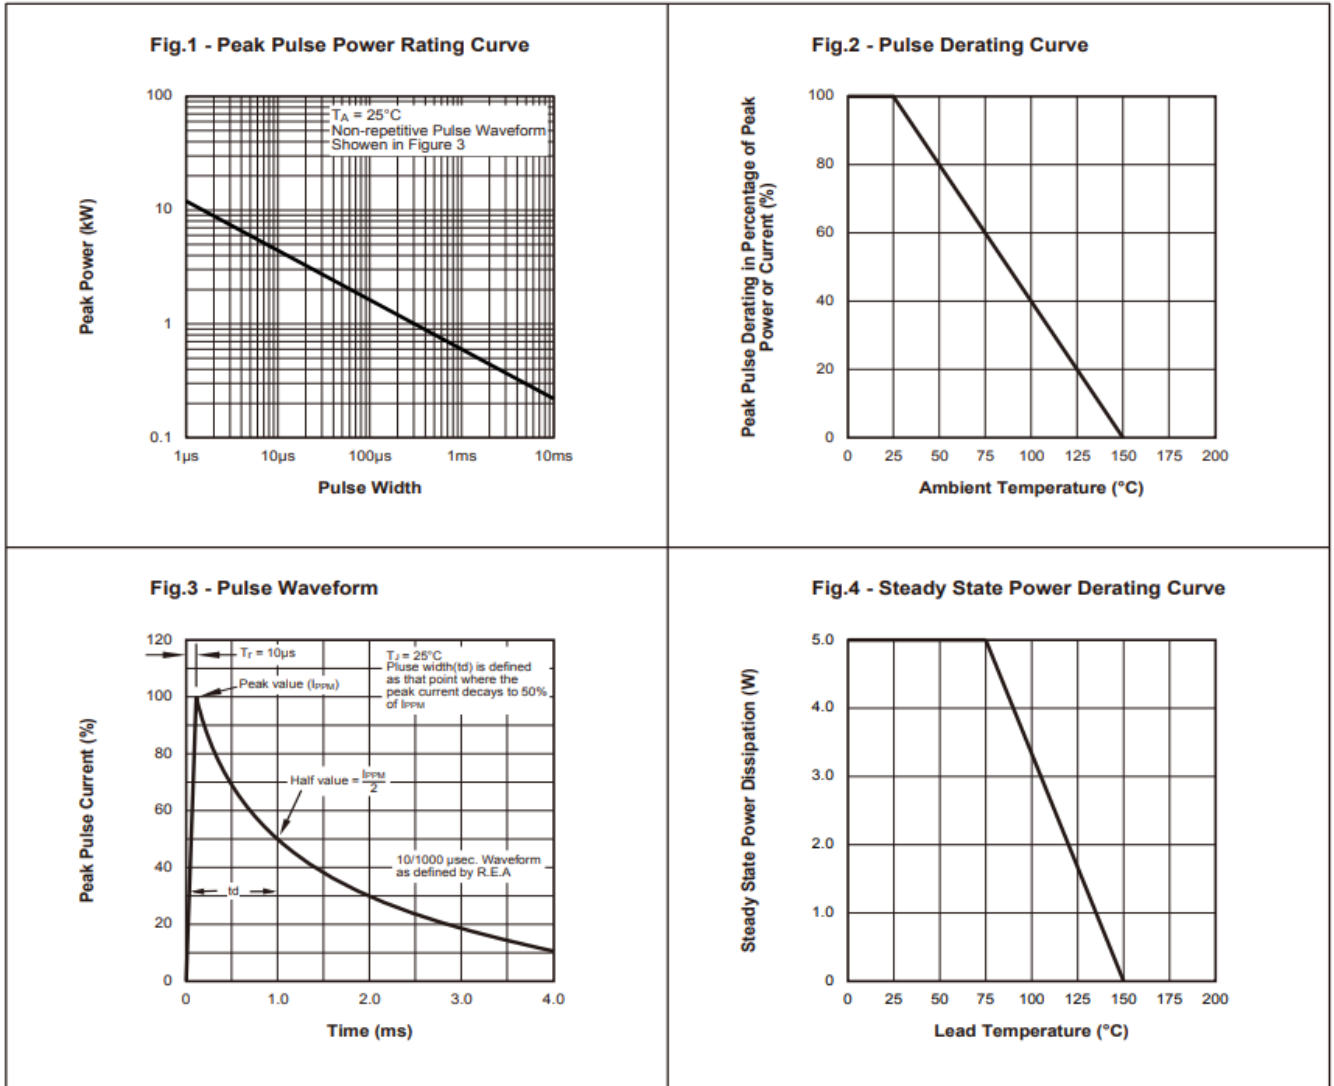 Fig.1 - Peak Pulse Power Rating Curve
Peak Power (kW)
100
10
1
0.1
TA = 25°C
Non-repetitive Pulse Waveform
Showen in Figure 3
1µs 10µs 100µs 1ms 10ms
Pulse Width
Fig.2 - Pulse Derating Curve
Peak Pulse Derating in Percentage of Peak
Power or Current (%)
100
80
60
40
20
0
0 25 50 75 100 125 150 175 200
Ambient Temperature (°C)
Fig.3 - Pulse Waveform
Peak Pulse Current (%)
120
100
80
60
40
20
0
Tr = 10µs
Peak value (IPPM)
TJ = 25°C
Pluse width(td) is defined
as that point where the
peak current decays to 50%
of IPPM
Half value = IPPM
2
10/1000 µsec. Waveform
as defined by R.E.A
td
0 1.0 2.0 3.0 4.0
Time (ms)
Fig.4 - Steady State Power Derating Curve
Steady State Power Dissipation (W)
5.0
4.0
3.0
2.0
1.0
0
0 25 50 75 100 125 150 175 200
Lead Temperature (°C)